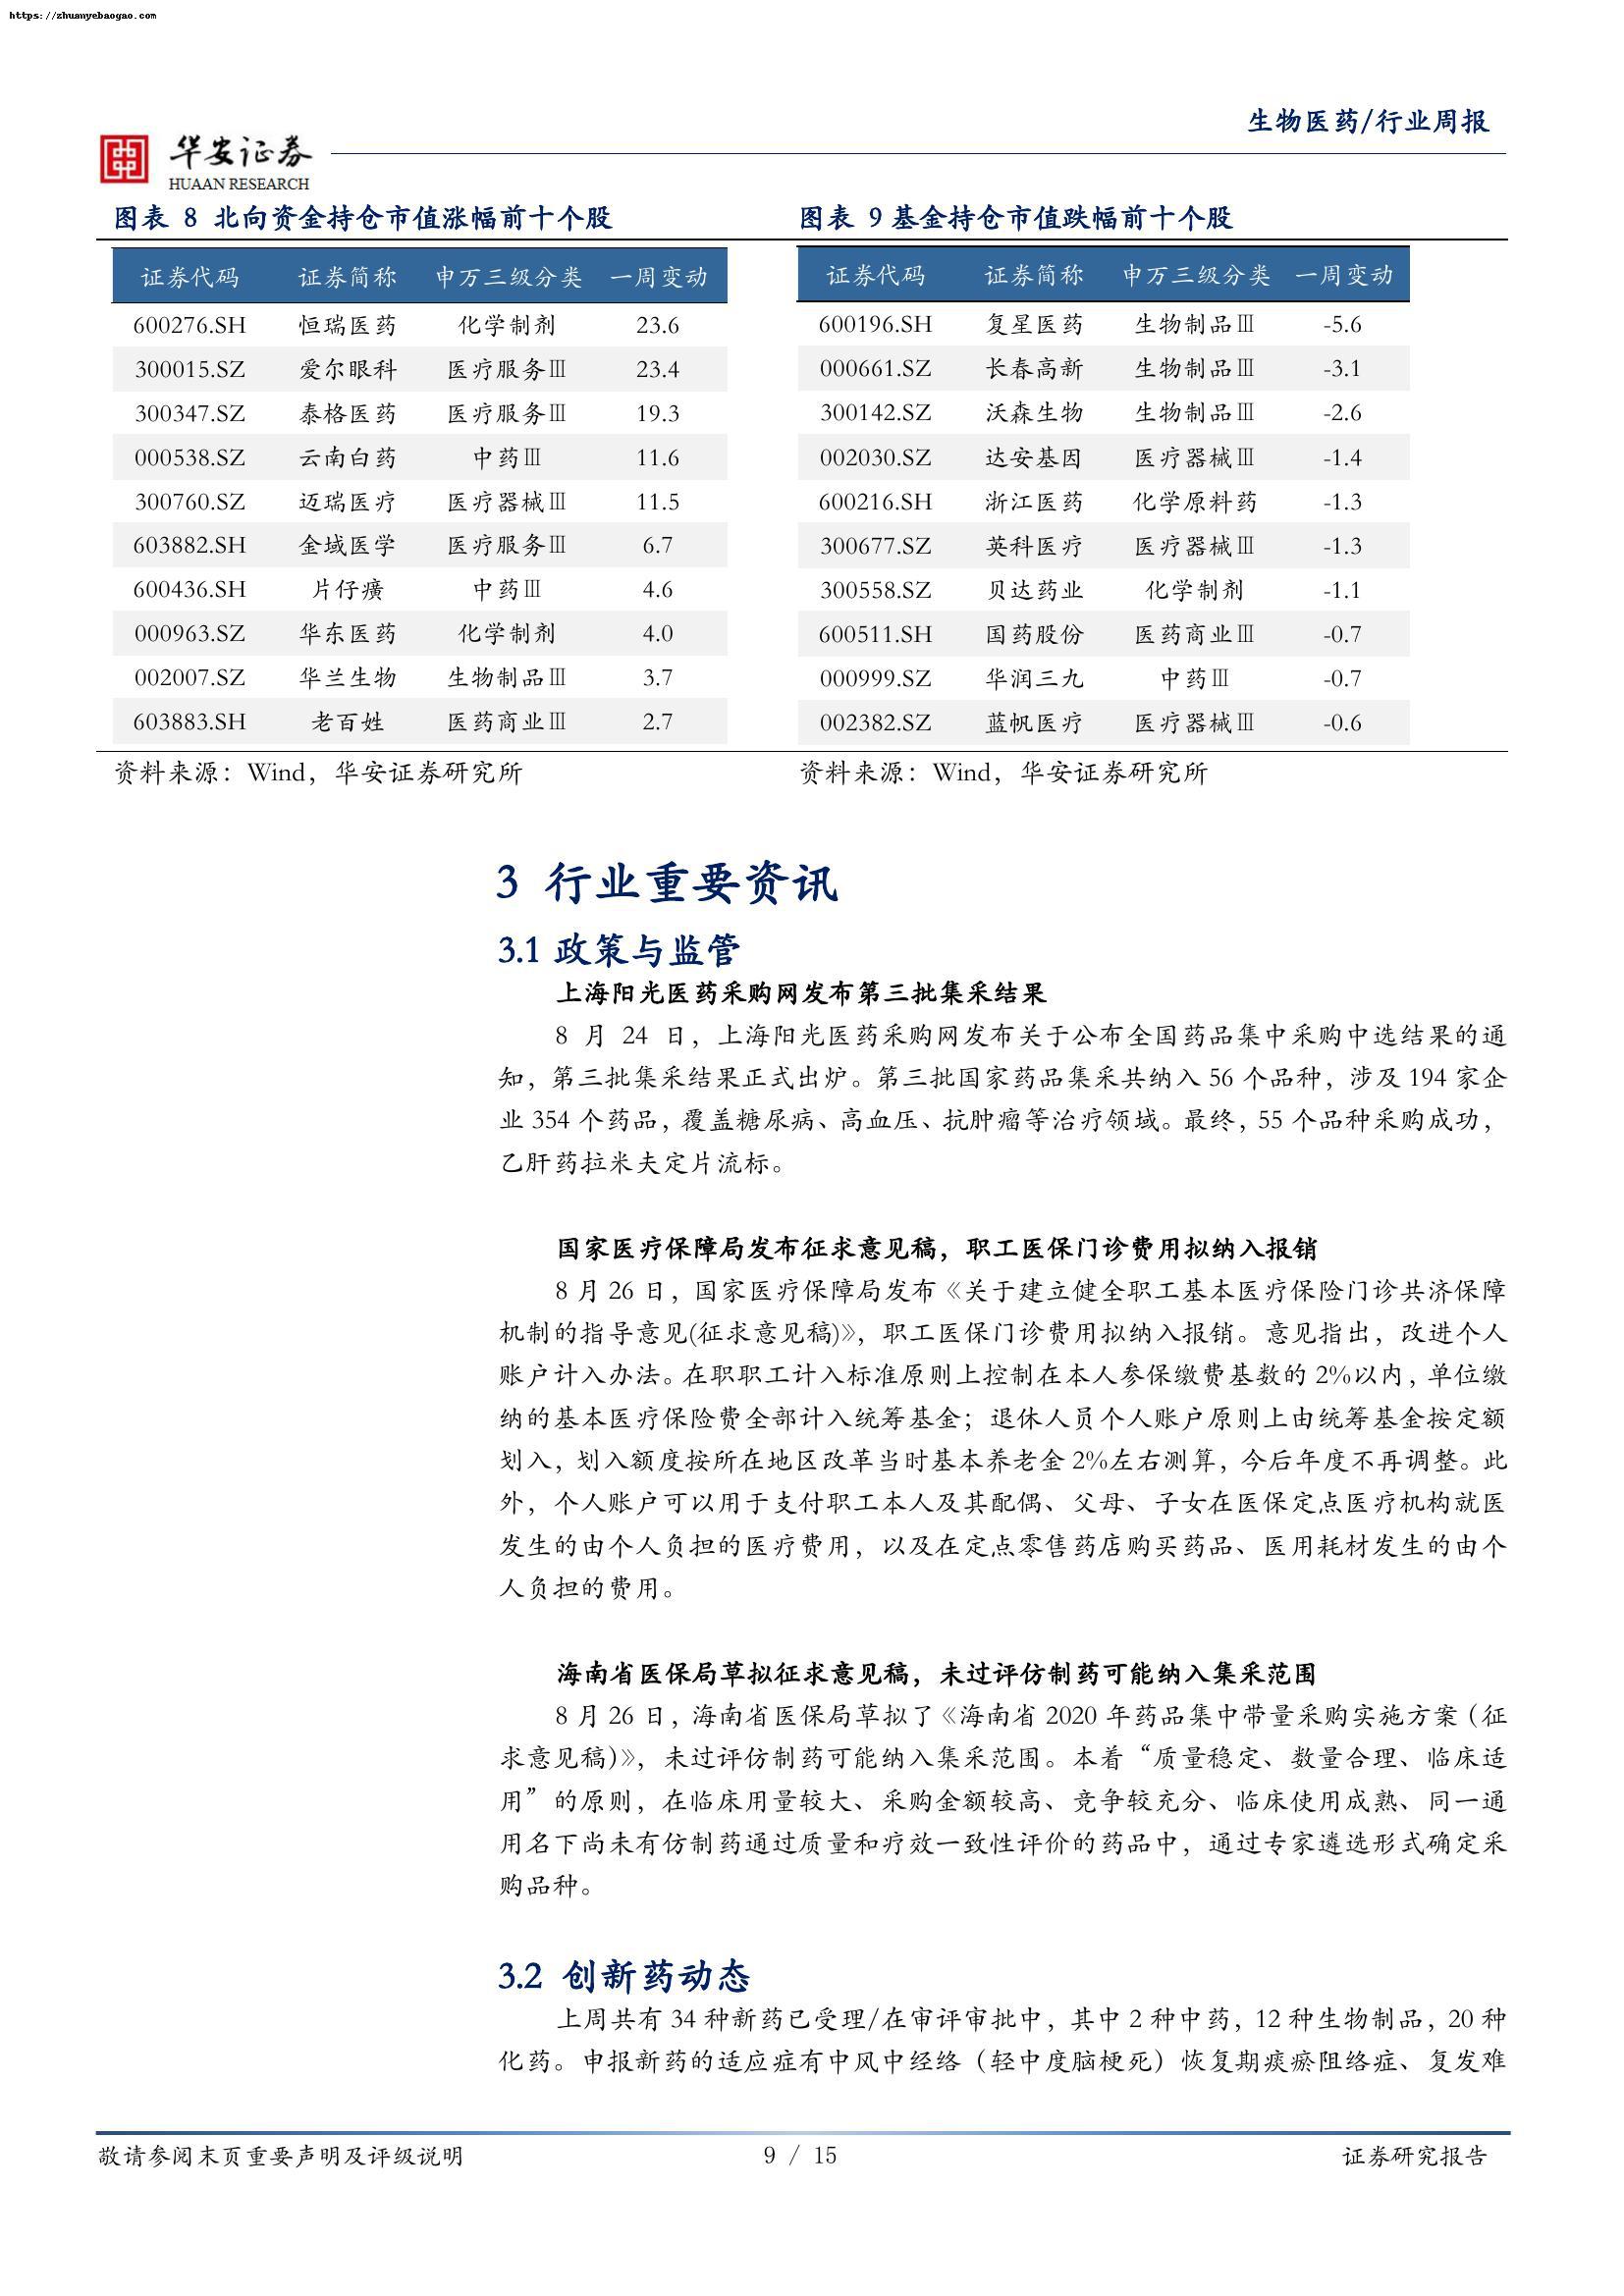 https://zhuanyebaogao.com
生物医药/行业周报
华安证券
HUAAN RESEARCH
图表 8 北向资金持仓市值涨幅前十个股
证券代码 证券简称 申万三级分类 一周变动
600276.SH 恒瑞医药 化学制剂 23.6
300015.SZ 爱尔眼科 医疗服务Ⅲ 23.4
300347.SZ 泰格医药 医疗服务Ⅲ 19.3
000538.SZ 云南白药 中药Ⅲ 11.6
300760.SZ 迈瑞医疗 医疗器械Ⅲ 11.5
603882.SH 金域医学 医疗服务Ⅲ 6.7
600436.SH 片仔癀 中药Ⅲ 4.6
000963.SZ 华东医药 化学制剂 4.0
002007.SZ 华兰生物 生物制品Ⅲ 3.7
603883.SH 老百姓 医药商业Ⅲ 2.7
资料来源：Wind，华安证券研究所
图表 9 基金持仓市值跌幅前十个股
证券代码 证券简称 申万三级分类 一周变动
600196.SH 复星医药 生物制品Ⅲ -5.6
000661.SZ 长春高新 生物制品Ⅲ -3.1
300142.SZ 沃森生物 生物制品Ⅲ -2.6
002030.SZ 达安基因 医疗器械Ⅲ -1.4
600216.SH 浙江医药 化学原料药 -1.3
300677.SZ 英科医疗 医疗器械Ⅲ -1.3
300558.SZ 贝达药业 化学制剂 -1.1
600511.SH 国药股份 医药商业Ⅲ -0.7
000999.SZ 华润三九 中药Ⅲ -0.7
002382.SZ 蓝帆医疗 医疗器械Ⅲ -0.6
资料来源：Wind，华安证券研究所
3 行业重要资讯
3.1 政策与监管
上海阳光医药采购网发布第三批集采结果
8 月 24 日，上海阳光医药采购网发布关于公布全国药品集中采购中选结果的通
知，第三批集采结果正式出炉。第三批国家药品集采共纳入 56 个品种，涉及 194 家企
业 354 个药品，覆盖糖尿病、高血压、抗肿瘤等治疗领域。最终，55 个品种采购成功，
乙肝药拉米夫定片流标。
国家医疗保障局发布征求意见稿，职工医保门诊费用拟纳入报销
8 月 26 日，国家医疗保障局发布《关于建立健全职工基本医疗保险门诊共济保障
机制的指导意见(征求意见稿)》，职工医保门诊费用拟纳入报销。意见指出，改进个人
账户计入办法。在职职工计入标准原则上控制在本人参保缴费基数的 2%以内，单位缴
纳的基本医疗保险费全部计入统筹基金；退休人员个人账户原则上由统筹基金按定额
划入，划入额度按所在地区改革当时基本养老金 2%左右测算，今后年度不再调整。此
外，个人账户可以用于支付职工本人及其配偶、父母、子女在医保定点医疗机构就医
发生的由个人负担的医疗费用，以及在定点零售药店购买药品、医用耗材发生的由个
人负担的费用。
海南省医保局草拟征求意见稿，未过评仿制药可能纳入集采范围
8 月 26 日，海南省医保局草拟了《海南省 2020 年药品集中带量采购实施方案（征
求意见稿）》，未过评仿制药可能纳入集采范围。本着“质量稳定、数量合理、临床适
用”的原则，在临床用量较大、采购金额较高、竞争较充分、临床使用成熟、同一通
用名下尚未有仿制药通过质量和疗效一致性评价的药品中，通过专家遴选形式确定采
购品种。
3.2 创新药动态
上周共有 34 种新药已受理/在审评审批中，其中 2 种中药，12 种生物制品，20 种
化药。申报新药的适应症有中风中经络（轻中度脑梗死）恢复期痰瘀阻络症、复发难
敬请参阅末页重要声明及评级说明
9 / 15
证券研究报告